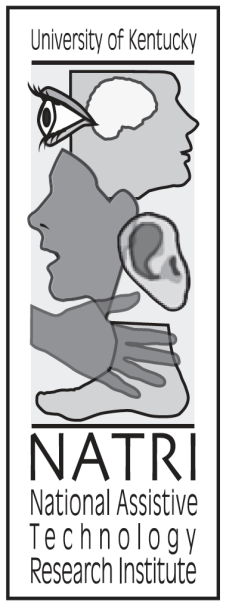 University of Kentucky
NATRI
National Assistive
Technology
Research Institute